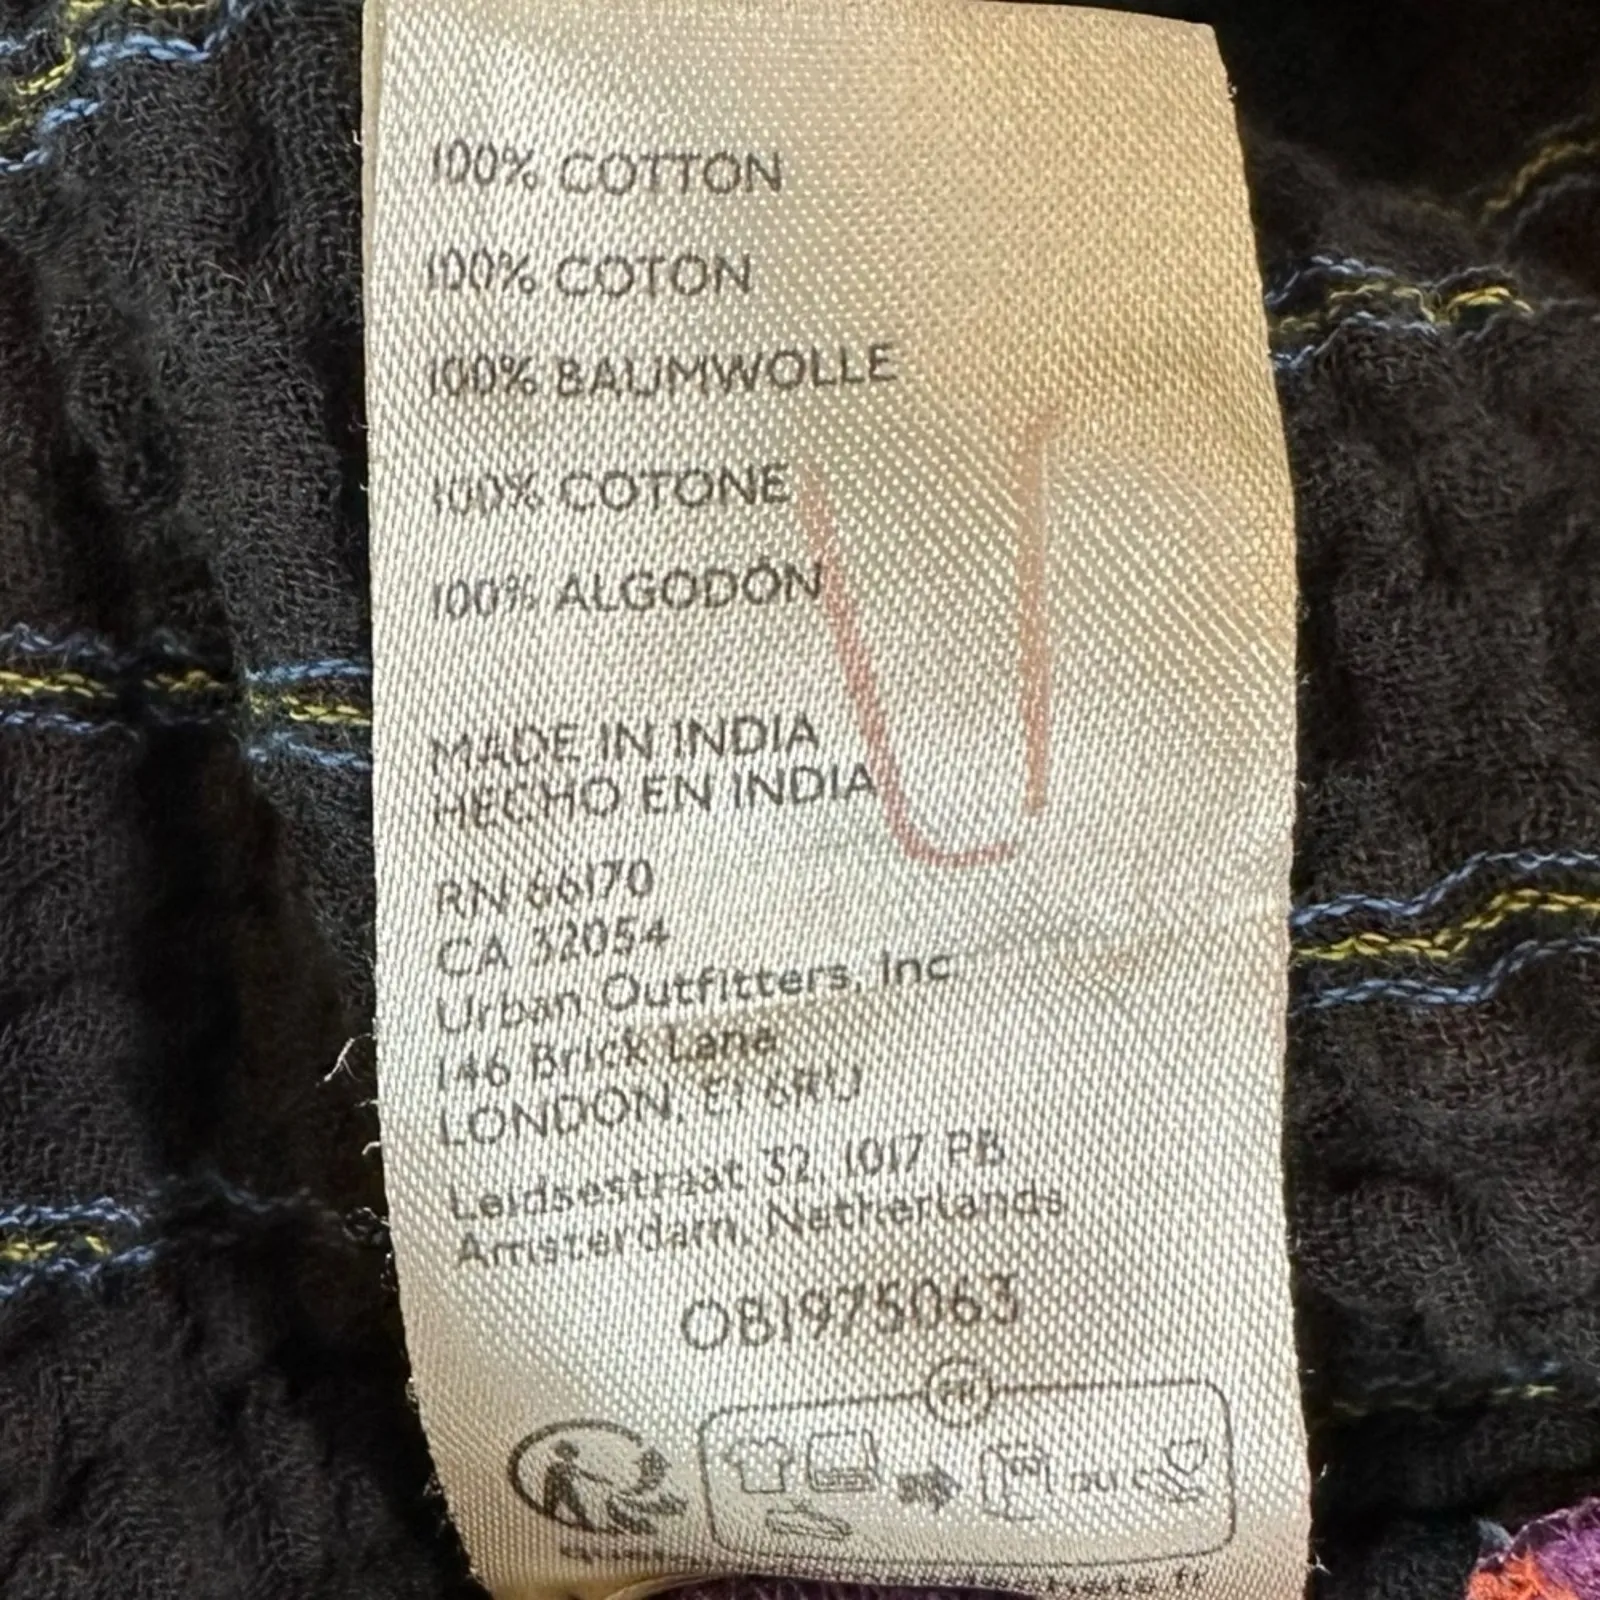 100% COTTON
100% COTON
100% BAUMWOLLE
100% COTONE
100% ALGODÓN
MADE IN INDIA
HECHO EN INDIA
RN 66170
CA 32054
Urban Outfitters, Inc
146 Brick Lane
LONDON, E1 6RU
Leidsestraat 32, 1017 PB
Amsterdam, Netherlands
OB1975063
FR